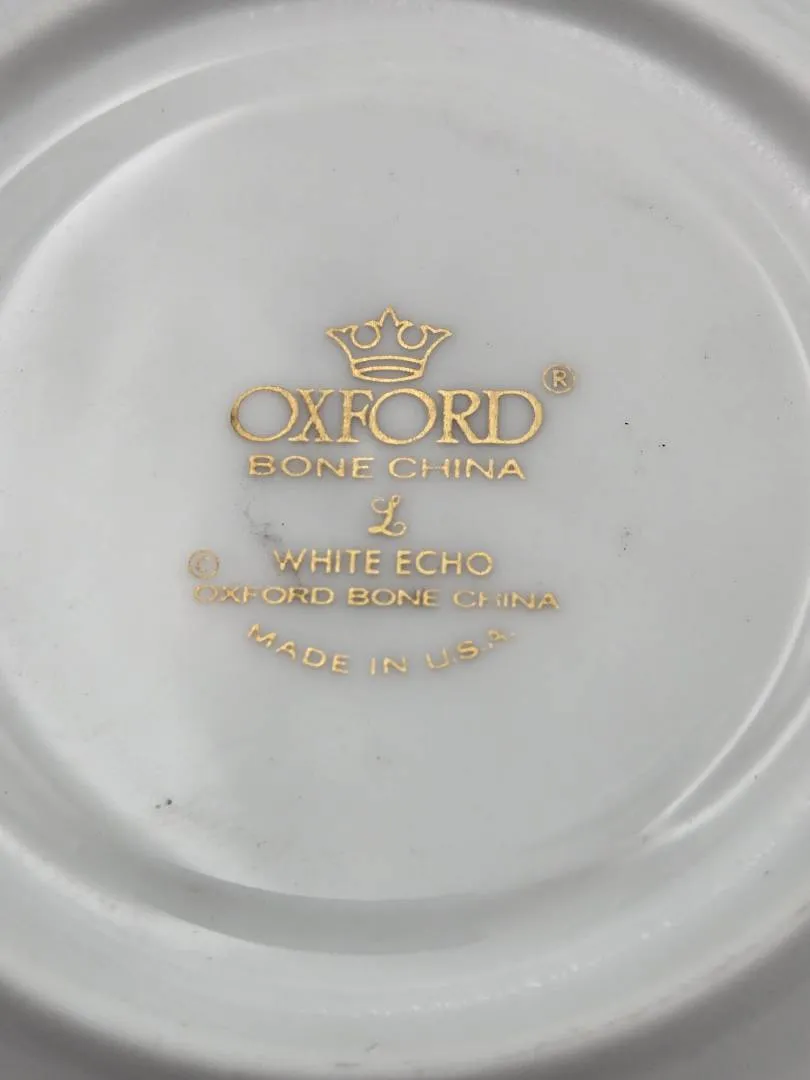 OXFORD ®
BONE CHINA
L
© WHITE ECHO
OXFORD BONE CHINA
MADE IN U.S.A.